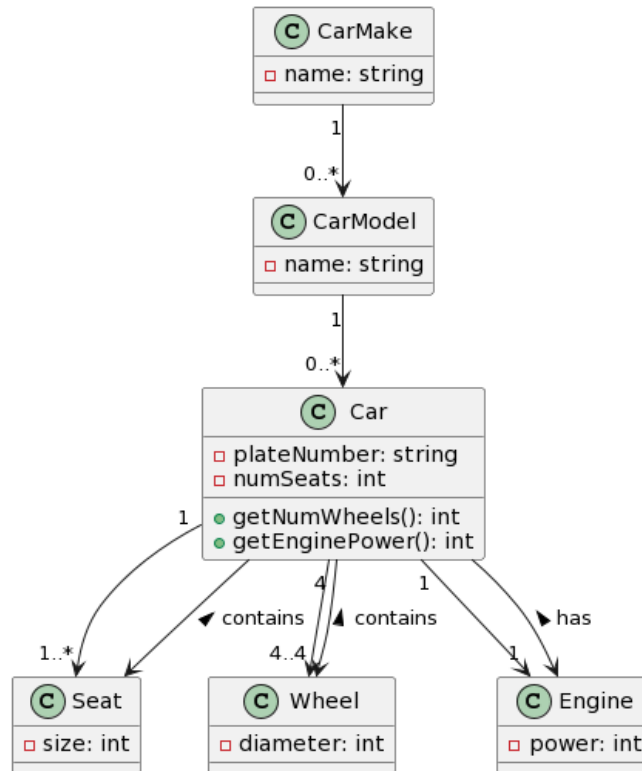 C CarMake
name: string
1
0..*
C CarModel
name: string
1
0..*
C Car
plateNumber: string
numSeats: int
getNumWheels(): int
getEnginePower(): int
1
4
1
contains
contains
has
1..*
4..4
1
C Seat
size: int
C Wheel
diameter: int
C Engine
power: int